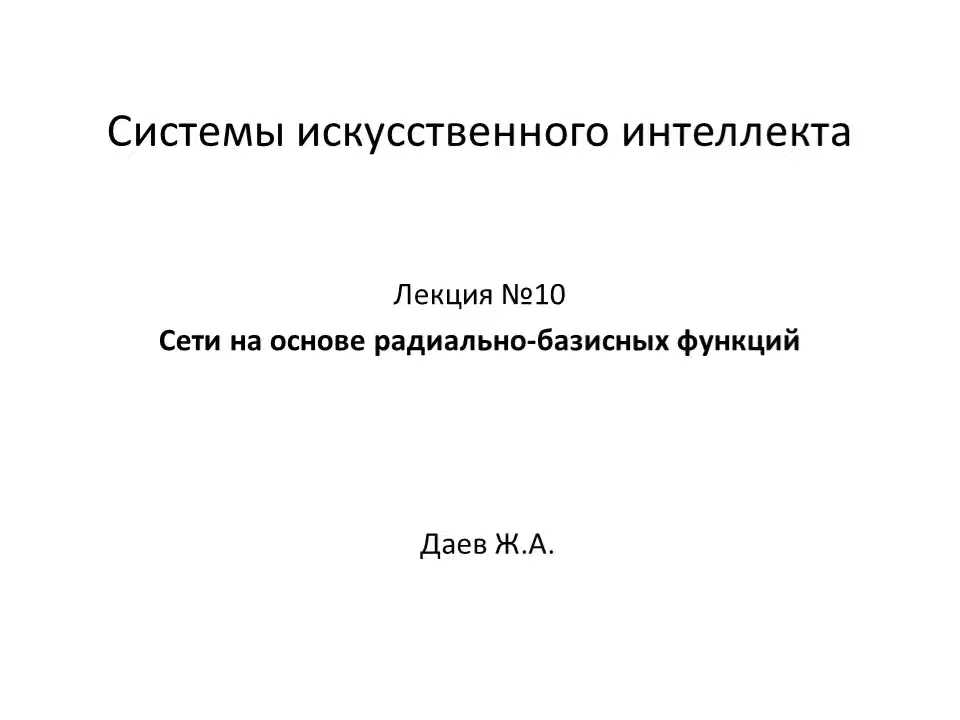 Системы искусственного интеллекта
Лекция №10
Сети на основе радиально-базисных функций
Даев Ж.А.